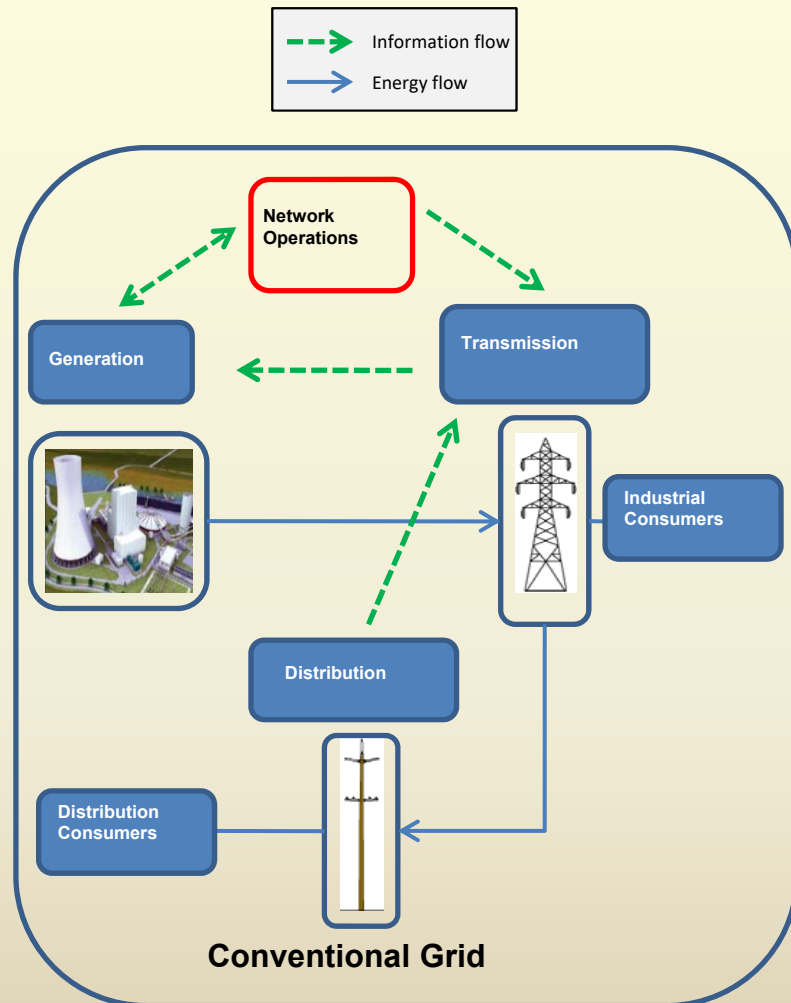 Information flow
Energy flow
Network
Operations
Generation
Transmission
Industrial
Consumers
Distribution
Distribution
Consumers
Conventional Grid